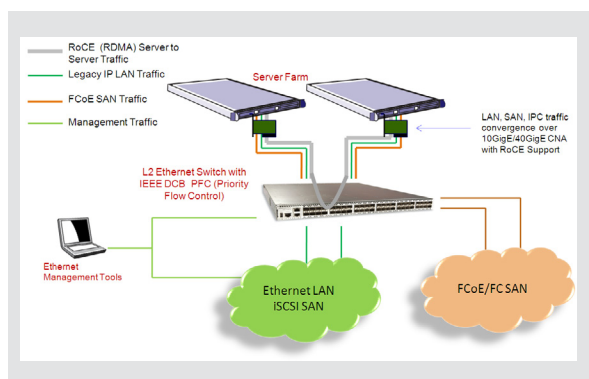 RoCE (RDMA) Server to
Server Traffic
Legacy IP LAN Traffic
FCoE SAN Traffic
Management Traffic
Server Farm
LAN, SAN, IPC traffic
convergence over
10GigE/40GigE CNA
with RoCE Support
L2 Ethernet Switch with
IEEE DCB PFC (Priority
Flow Control)
Ethernet
Management Tools
Ethernet LAN
iSCSI SAN
FCoE/FC SAN